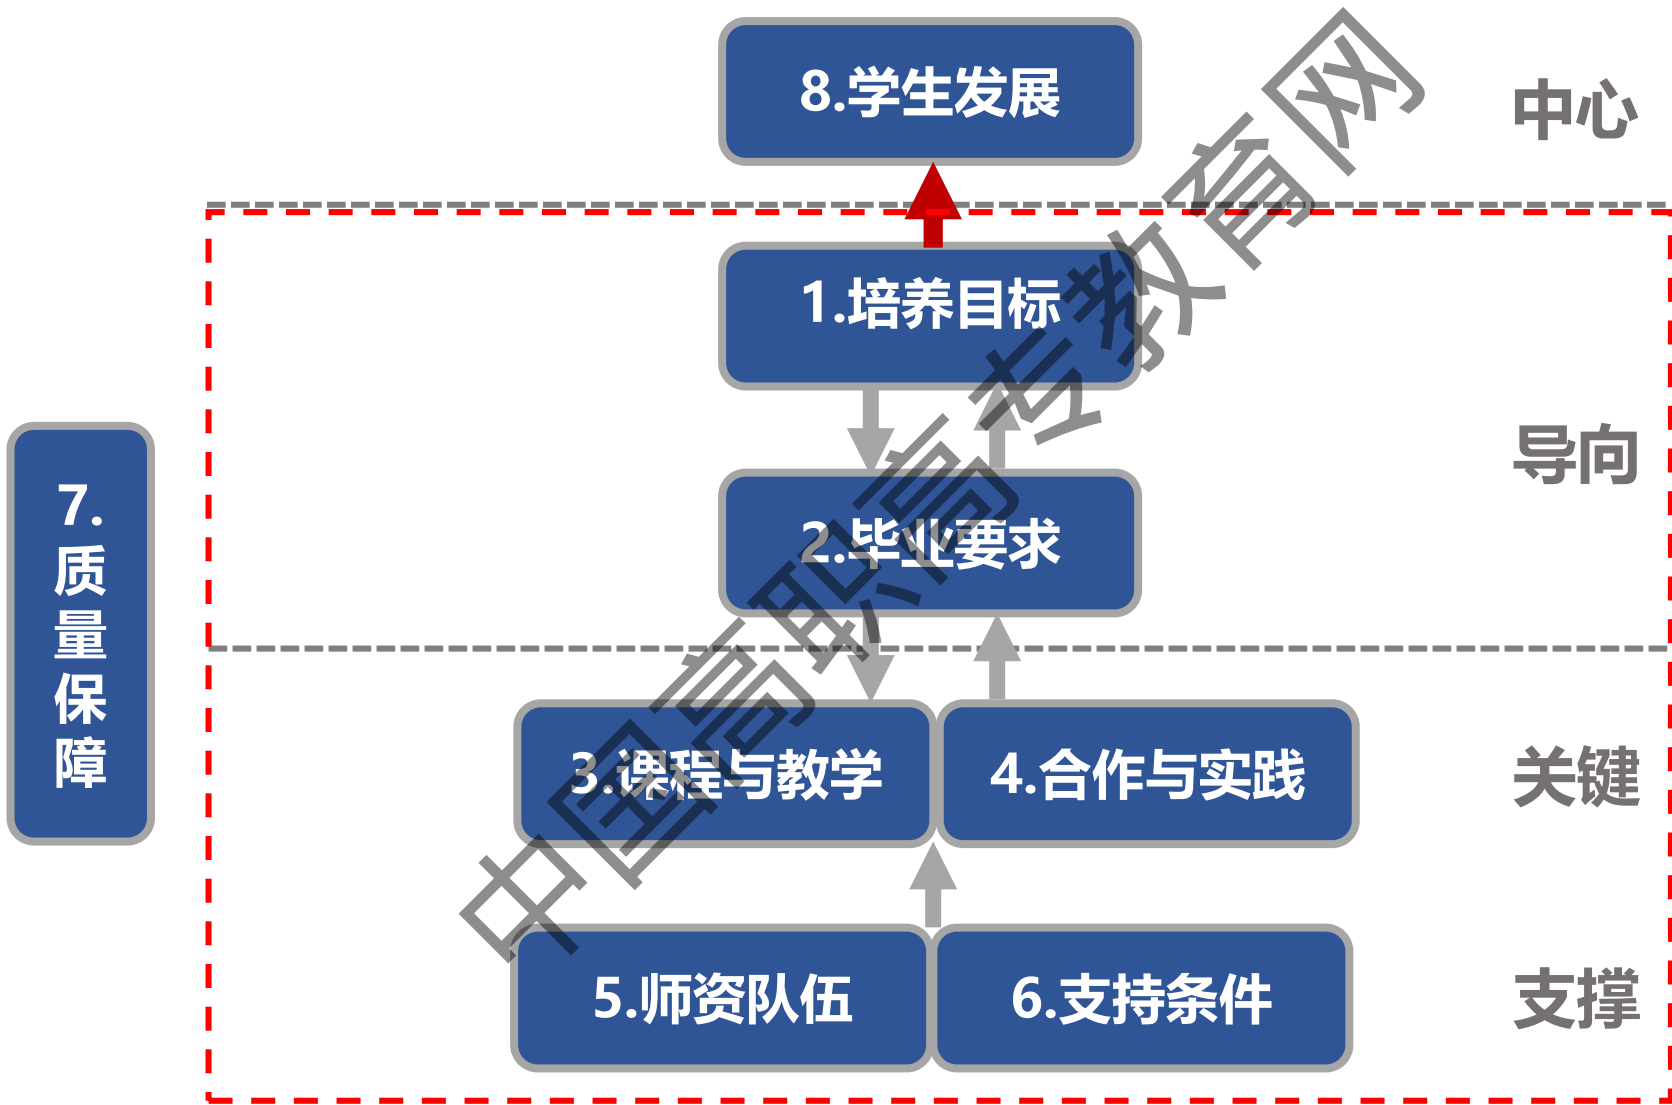 8.学生发展
中心
1.培养目标
导向
2.毕业要求
7.
质
量
保
障
3.课程与教学
4.合作与实践
关键
5.师资队伍
6.支持条件
支撑
中国高职高专教育网